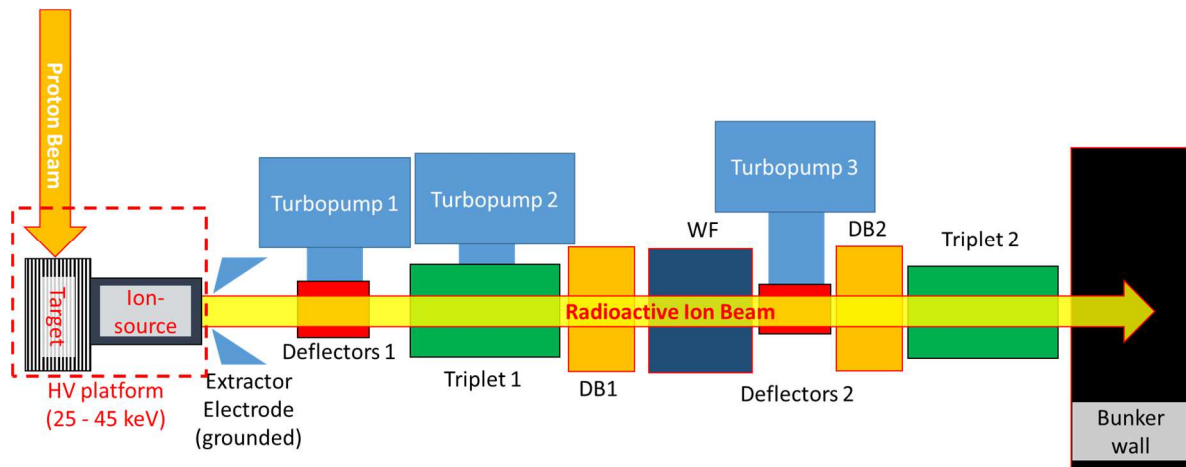 Proton Beam
Turbopump 1
Turbopump 2
Turbopump 3
WF
DB2
Triplet 2
Target
Ion-
source
Radioactive Ion Beam
Deflectors 1
Triplet 1
DB1
Deflectors 2
HV platform
(25 - 45 keV)
Extractor
Electrode
(grounded)
Bunker
wall